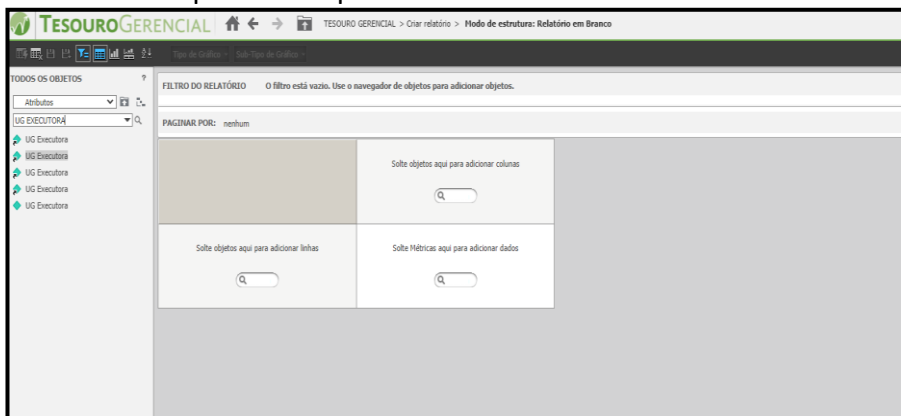 TESOUROGERENCIAL
TESOURO GERENCIAL > Criar relatório > Modo de estrutura: Relatório em Branco
Tipo de Gráfico Sub-Tipo de Gráfico
TODOS OS OBJETOS ?
Atributos
UG EXECUTORA
UG Executora
UG Executora
UG Executora
UG Executora
UG Executora
FILTRO DO RELATÓRIO O filtro está vazio. Use o navegador de objetos para adicionar objetos.
PAGINAR POR: nenhum
Solte objetos aqui para adicionar colunas
Solte objetos aqui para adicionar linhas
Solte Métricas aqui para adicionar dados